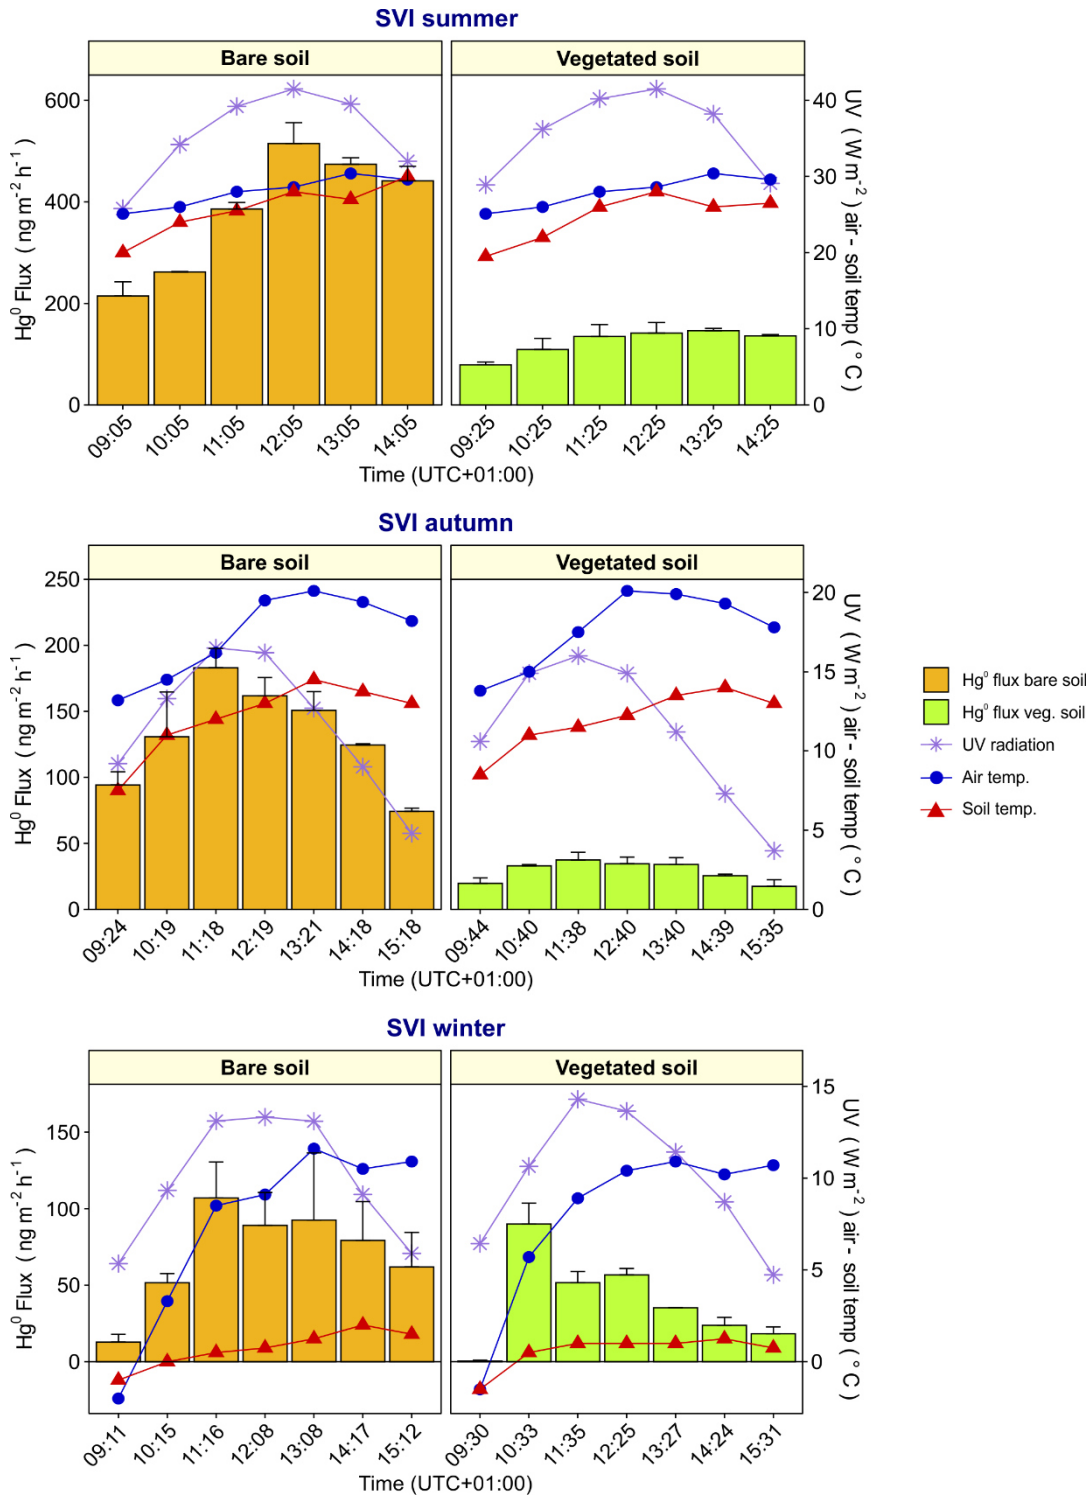 SVI summer
Bare soil
Vegetated soil
Hg⁰ Flux ( ng m⁻² h⁻¹ )
600
400
200
0
40
30
20
10
0
UV ( W m⁻² ) air - soil temp ( ° C )
09:05 10:05 11:05 12:05 13:05 14:05
09:25 10:25 11:25 12:25 13:25 14:25
Time (UTC+01:00)
SVI autumn
Bare soil
Vegetated soil
Hg⁰ Flux ( ng m⁻² h⁻¹ )
250
200
150
100
50
0
20
15
10
5
0
UV ( W m⁻² ) air - soil temp ( ° C )
09:24 10:19 11:18 12:19 13:21 14:18 15:18
09:44 10:40 11:38 12:40 13:40 14:39 15:35
Time (UTC+01:00)
Hg⁰ flux bare soil
Hg⁰ flux veg. soil
UV radiation
Air temp.
Soil temp.
SVI winter
Bare soil
Vegetated soil
Hg⁰ Flux ( ng m⁻² h⁻¹ )
150
100
50
0
15
10
5
0
UV ( W m⁻² ) air - soil temp ( ° C )
09:11 10:15 11:16 12:08 13:08 14:17 15:12
09:30 10:33 11:35 12:25 13:27 14:24 15:31
Time (UTC+01:00)